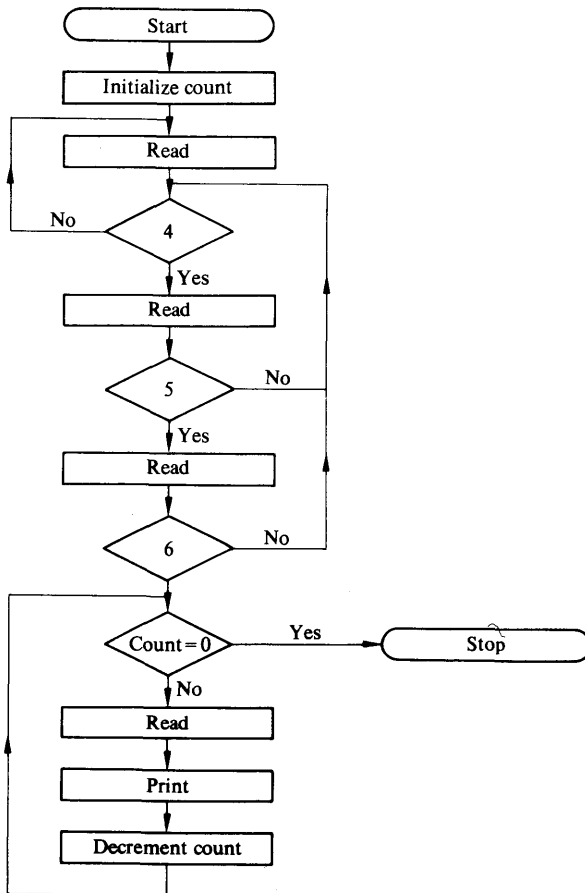 Start
Initialize count
Read
No
4
Yes
Read
5
No
Yes
Read
6
No
Count = 0
Yes
Stop
No
Read
Print
Decrement count